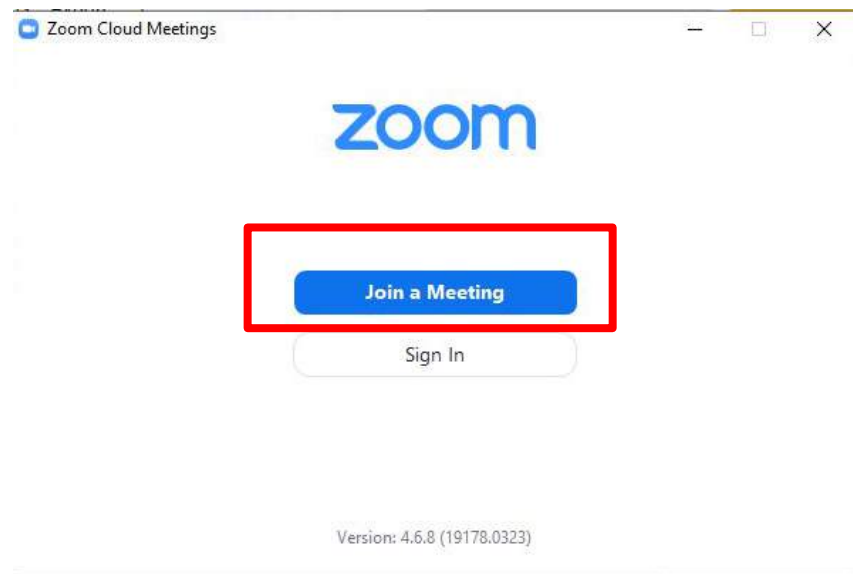 Zoom Cloud Meetings
zoom
Join a Meeting
Sign In
Version: 4.6.8 (19178.0323)